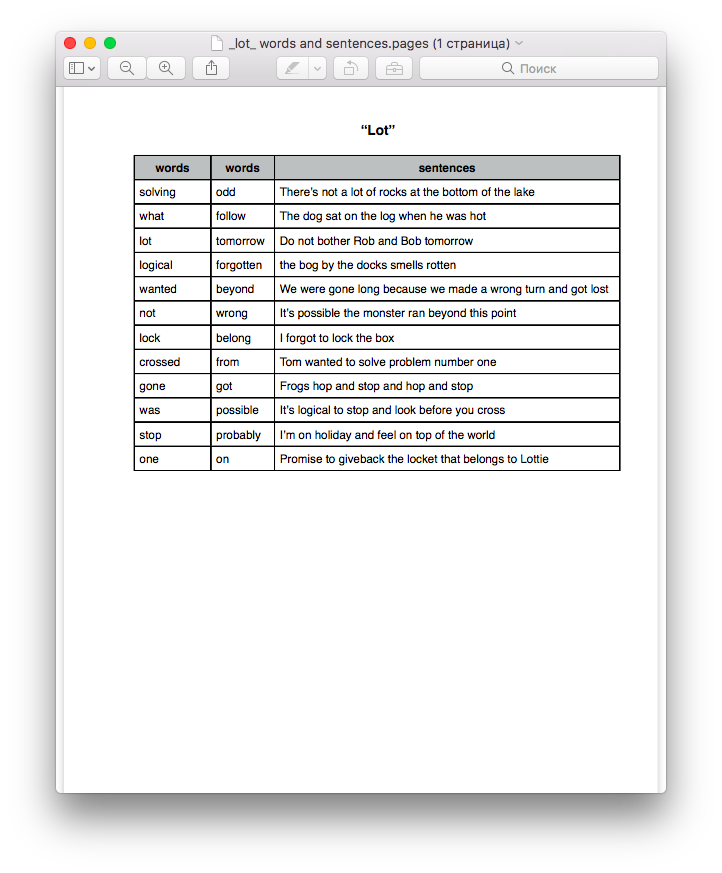 _lot_ words and sentences.pages (1 страница)
Поиск
“Lot”
words words sentences
solving odd There’s not a lot of rocks at the bottom of the lake
what follow The dog sat on the log when he was hot
lot tomorrow Do not bother Rob and Bob tomorrow
logical forgotten the bog by the docks smells rotten
wanted beyond We were gone long because we made a wrong turn and got lost
not wrong It’s possible the monster ran beyond this point
lock belong I forgot to lock the box
crossed from Tom wanted to solve problem number one
gone got Frogs hop and stop and hop and stop
was possible It’s logical to stop and look before you cross
stop probably I’m on holiday and feel on top of the world
one on Promise to giveback the locket that belongs to Lottie